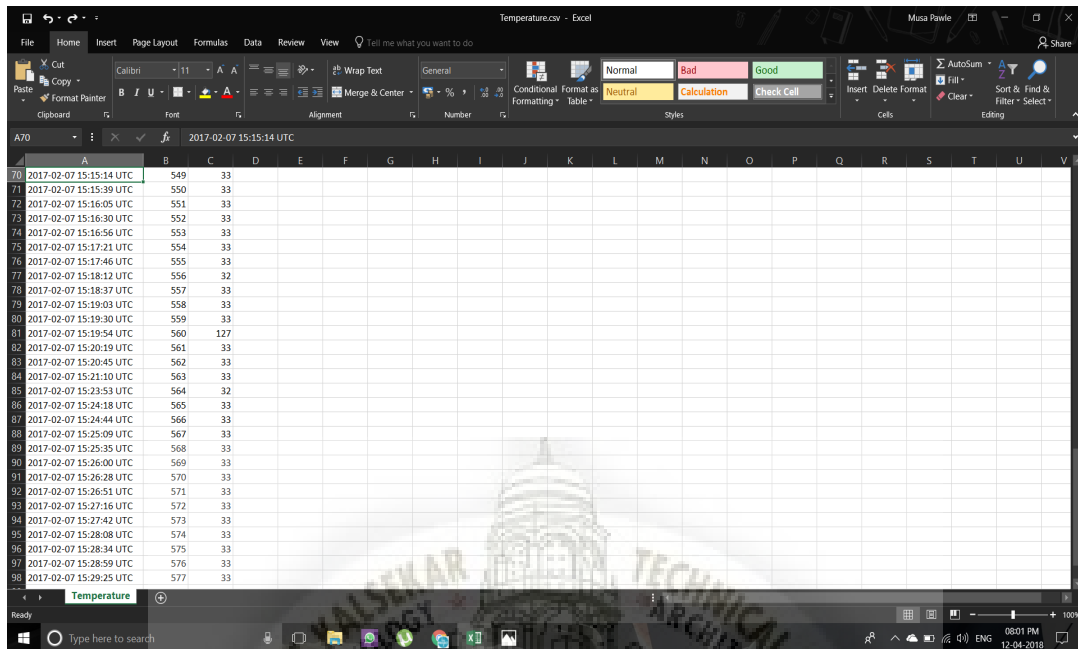 Temperature.csv - Excel
Musa Pawle
File Home Insert Page Layout Formulas Data Review View Tell me what you want to do
Share
Cut
Copy
Format Painter
Paste
Calibri 11
B I U
Wrap Text
Merge & Center
General
Conditional Formatting
Format as Table
Normal Bad Good
Neutral Calculation Check Cell
Insert Delete Format
AutoSum
Fill
Clear
Sort & Filter
Find & Select
Clipboard Font Alignment Number Styles Cells Editing
A70 fx 2017-02-07 15:15:14 UTC
A B C D E F G H I J K L M N O P Q R S T U V
70 2017-02-07 15:15:14 UTC 549 33
71 2017-02-07 15:15:39 UTC 550 33
72 2017-02-07 15:16:05 UTC 551 33
73 2017-02-07 15:16:30 UTC 552 33
74 2017-02-07 15:16:56 UTC 553 33
75 2017-02-07 15:17:21 UTC 554 33
76 2017-02-07 15:17:46 UTC 555 33
77 2017-02-07 15:18:12 UTC 556 32
78 2017-02-07 15:18:37 UTC 557 33
79 2017-02-07 15:19:03 UTC 558 33
80 2017-02-07 15:19:30 UTC 559 33
81 2017-02-07 15:19:54 UTC 560 127
82 2017-02-07 15:20:19 UTC 561 33
83 2017-02-07 15:20:45 UTC 562 33
84 2017-02-07 15:21:10 UTC 563 33
85 2017-02-07 15:23:53 UTC 564 32
86 2017-02-07 15:24:18 UTC 565 33
87 2017-02-07 15:24:44 UTC 566 33
88 2017-02-07 15:25:09 UTC 567 33
89 2017-02-07 15:25:35 UTC 568 33
90 2017-02-07 15:26:00 UTC 569 33
91 2017-02-07 15:26:28 UTC 570 33
92 2017-02-07 15:26:51 UTC 571 33
93 2017-02-07 15:27:16 UTC 572 33
94 2017-02-07 15:27:42 UTC 573 33
95 2017-02-07 15:28:08 UTC 574 33
96 2017-02-07 15:28:34 UTC 575 33
97 2017-02-07 15:28:59 UTC 576 33
98 2017-02-07 15:29:25 UTC 577 33
Temperature
Ready
100%
Type here to search
ENG
08:01 PM
12-04-2018